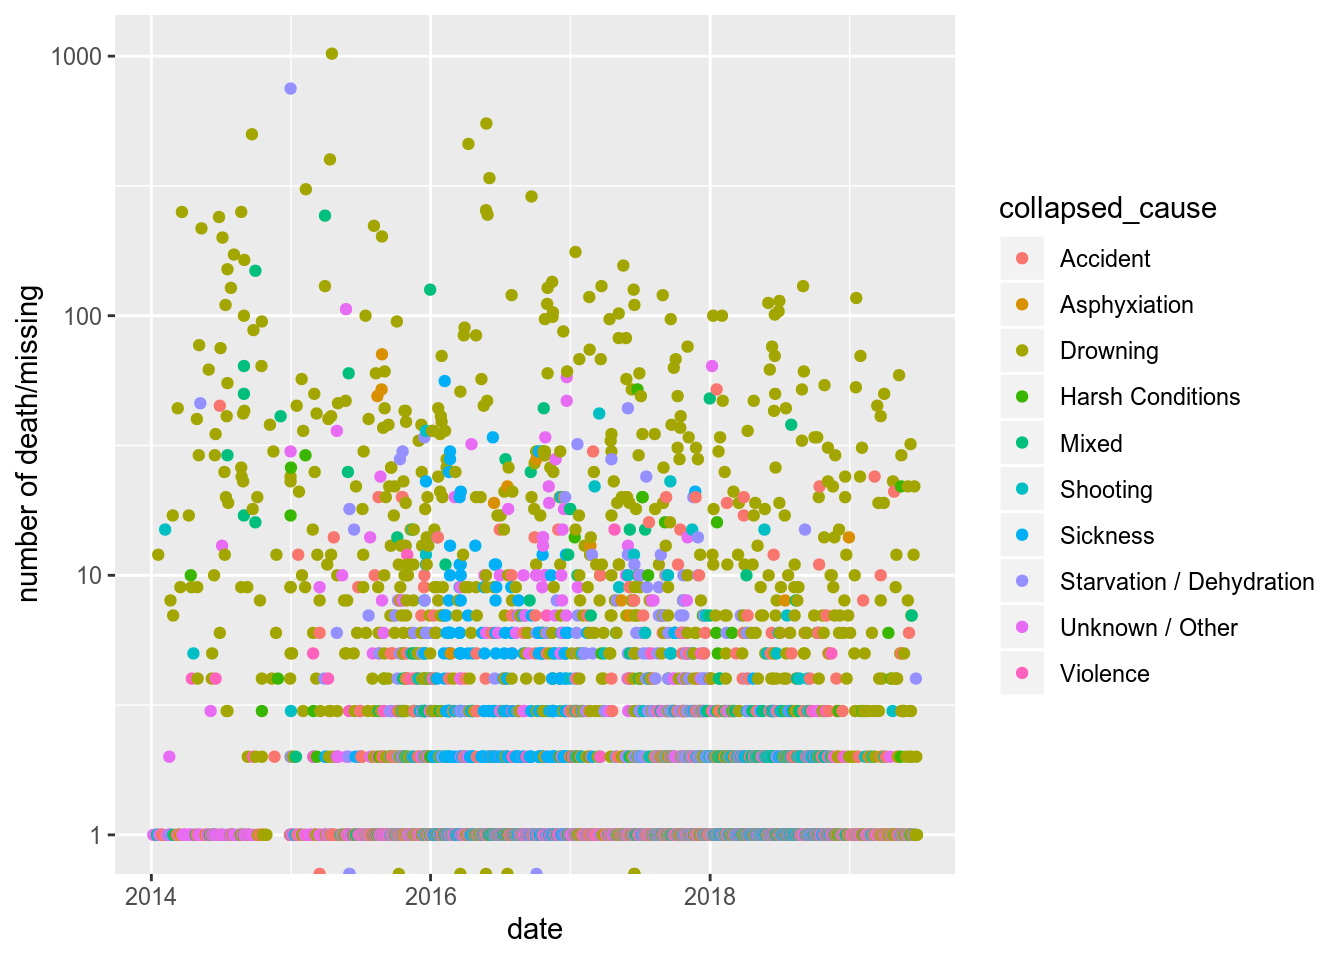 number of death/missing
1000
100
10
1
2014
2016
2018
date
collapsed_cause
Accident
Asphyxiation
Drowning
Harsh Conditions
Mixed
Shooting
Sickness
Starvation / Dehydration
Unknown / Other
Violence